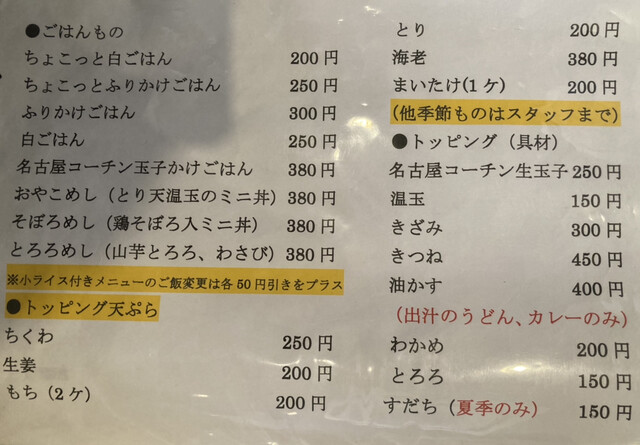 ●ごはんもの
ちょこっと白ごはん 200円
ちょこっとふりかけごはん 250円
ふりかけごはん 300円
白ごはん 250円
名古屋コーチン玉子かけごはん 380円
おやこめし（とり天温玉のミニ丼） 380円
そぼろめし（鶏そぼろ入ミニ丼） 380円
とろろめし（山芋とろろ、わさび） 380円
※小ライス付きメニューのご飯変更は各50円引きをプラス
●トッピング天ぷら
ちくわ 250円
生姜 200円
もち（2ケ） 200円
とり 200円
海老 380円
まいたけ(1ケ) 200円
(他季節ものはスタッフまで)
●トッピング（具材）
名古屋コーチン生玉子 250円
温玉 150円
きざみ 300円
きつね 450円
油かす 400円
（出汁のうどん、カレーのみ）
わかめ 200円
とろろ 150円
すだち（夏季のみ） 150円